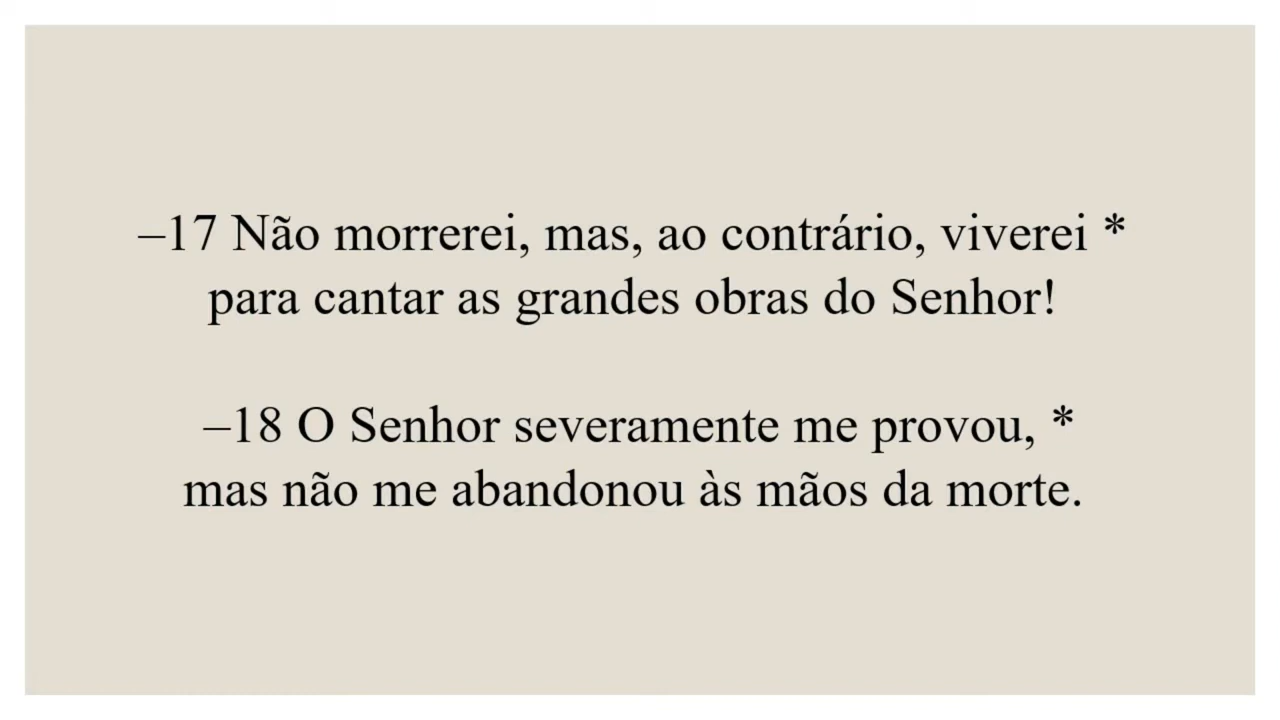 –17 Não morrerei, mas, ao contrário, viverei *
para cantar as grandes obras do Senhor!
–18 O Senhor severamente me provou, *
mas não me abandonou às mãos da morte.